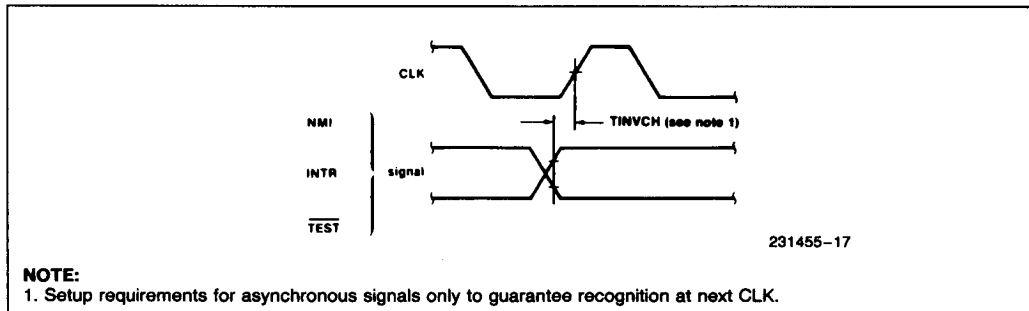 CLK
NMI
TINVCH (see note 1)
INTR
signal
TEST
231455-17
NOTE:
1. Setup requirements for asynchronous signals only to guarantee recognition at next CLK.